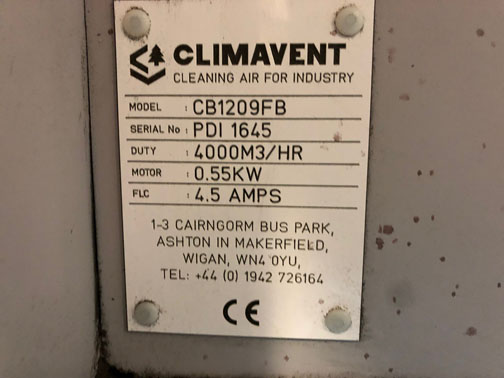 CLIMAVENT
CLEANING AIR FOR INDUSTRY
MODEL : CB1209FB
SERIAL No : PDI 1645
DUTY : 4000M3/HR
MOTOR : 0.55KW
FLC : 4.5 AMPS
1-3 CAIRNGORM BUS PARK,
ASHTON IN MAKERFIELD,
WIGAN, WN4 0YU,
TEL: +44 (0) 1942 726164
CE